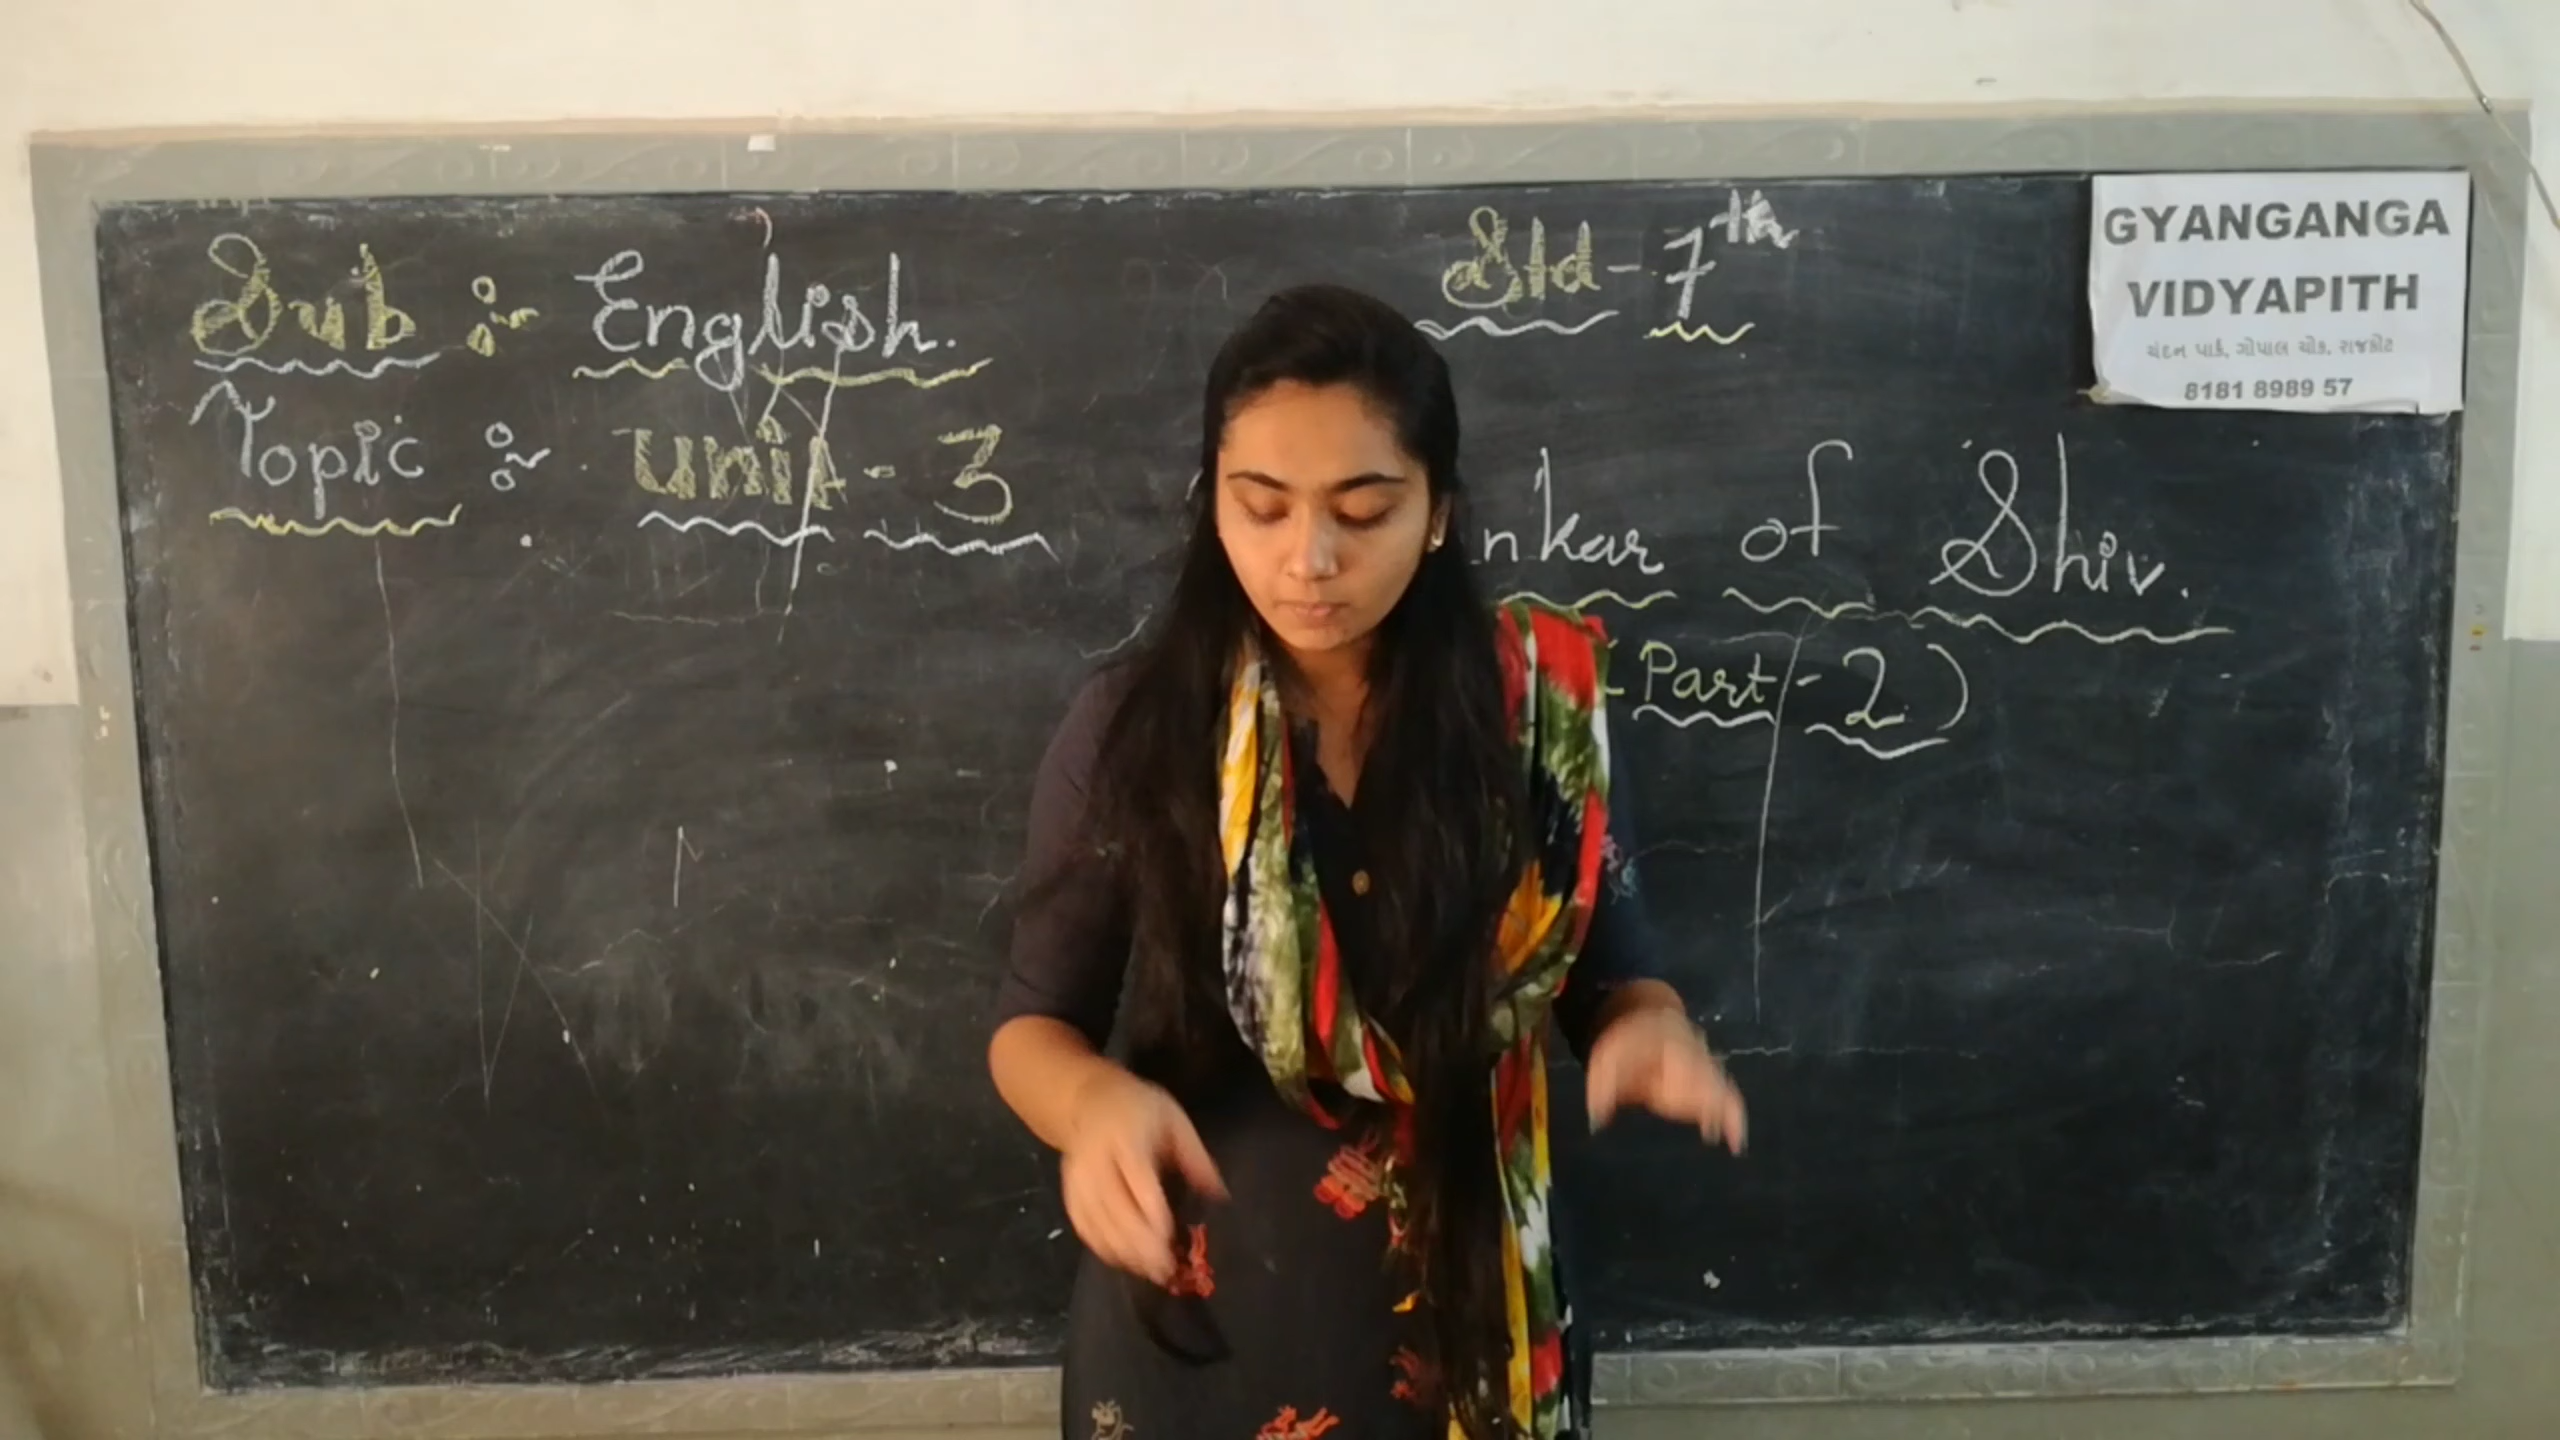 Sub :- English.
Std - 7th
GYANGANGA
VIDYAPITH
ચંદન પાર્ક, ગોપાલ ચોક, રાજકોટ
8181 8989 57
Topic :- Unit - 3
nkar of Shiv.
(Part - 2)